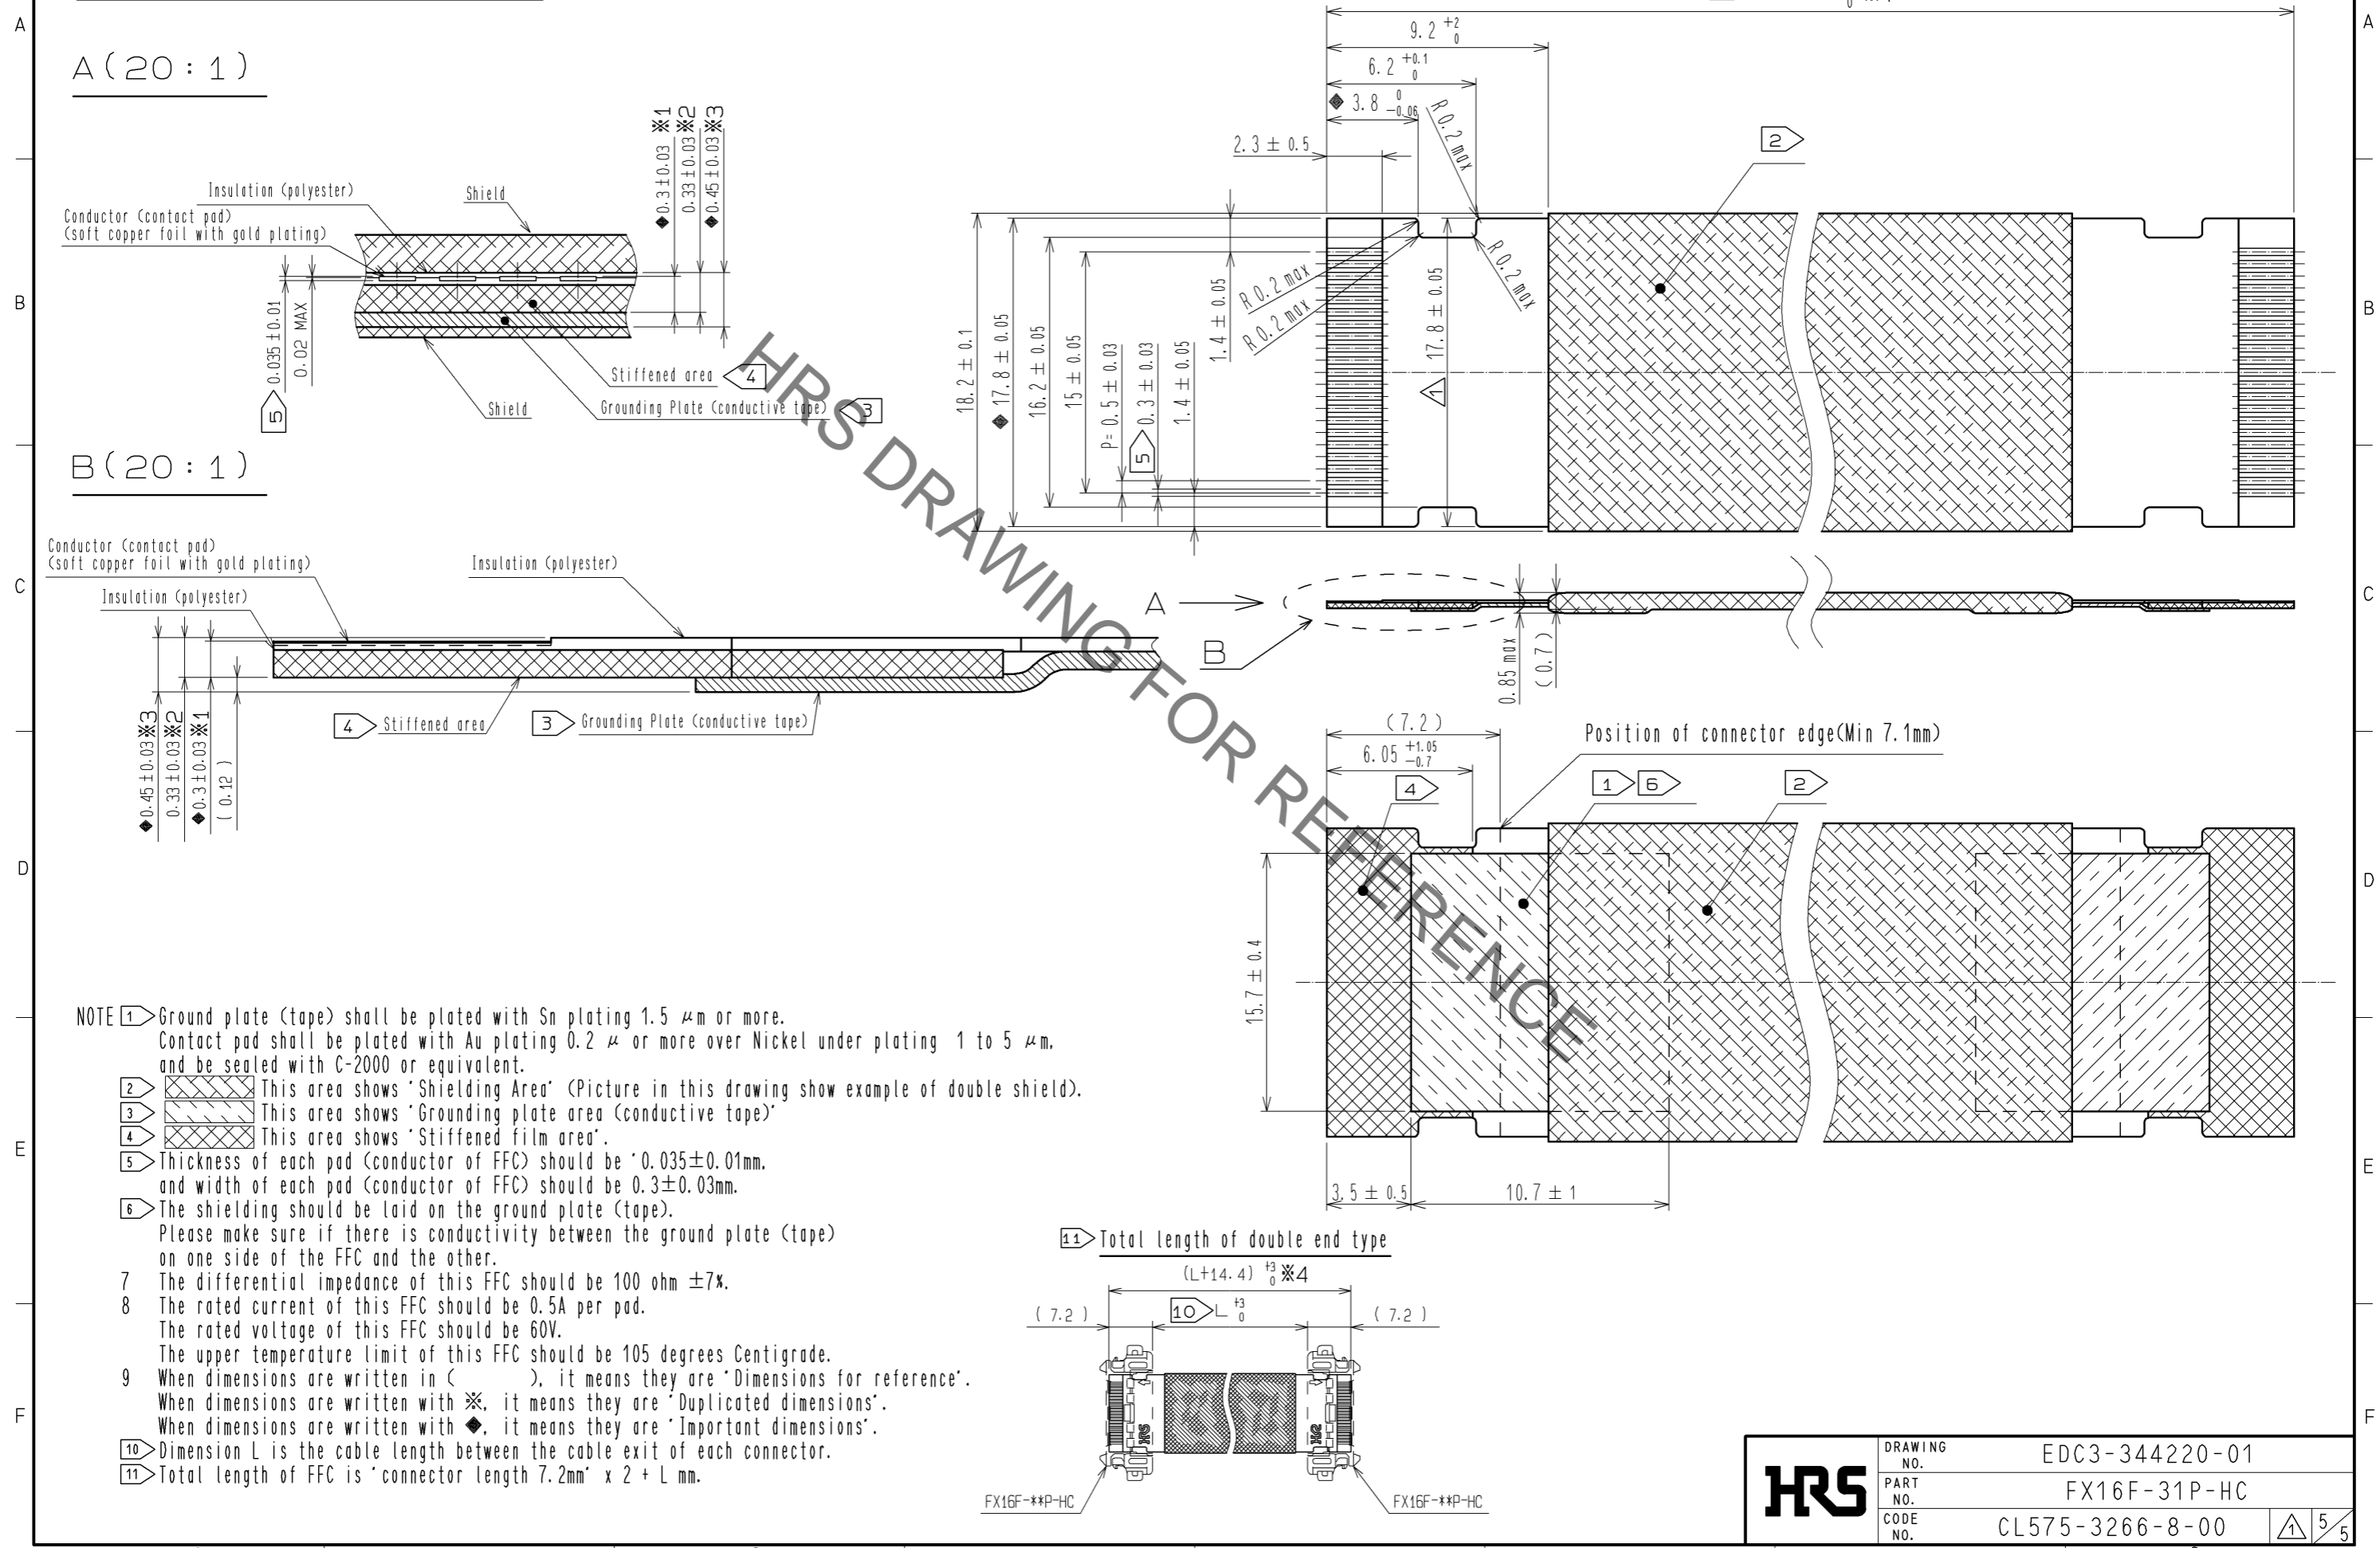 A
A
A(20:1)
9.2 +2 0
6.2 +0.1 0
◆ 3.8 0 -0.06
R0.2 max
2.3 ± 0.5
2
◆0.3±0.03 ※1
0.33±0.03※2
◆0.45±0.03※3
Insulation (polyester)
Shield
Conductor (contact pad)
(soft copper foil with gold plating)
B
B
5 0.035±0.01
0.02 MAX
Stiffened area 4
Grounding Plate (conductive tape) 3
Shield
18.2 ± 0.1
◆17.8 ± 0.05
16.2 ± 0.05
15 ± 0.05
P= 0.5 ± 0.03
5 0.3 ± 0.03
1.4 ± 0.05
1.4 ± 0.05
R0.2 max
R0.2 max
R0.2 max
17.8 ± 0.05
1
B(20:1)
Conductor (contact pad)
(soft copper foil with gold plating)
Insulation (polyester)
Insulation (polyester)
C
C
A
B
0.85 max
(0.7)
◆0.45±0.03※3
0.33±0.03※2
◆0.3±0.03※1
( 0.12 )
4 Stiffened area
3 Grounding Plate (conductive tape)
HRS DRAWING FOR REFERENCE
(7.2)
Position of connector edge(Min 7.1mm)
6.05 +1.05 -0.7
4
1 6
2
D
D
15.7 ± 0.4
3.5 ± 0.5
10.7 ± 1
NOTE 1 Ground plate (tape) shall be plated with Sn plating 1.5 μm or more.
Contact pad shall be plated with Au plating 0.2 μ or more over Nickel under plating 1 to 5 μm,
and be sealed with C-2000 or equivalent.
2 This area shows 'Shielding Area' (Picture in this drawing show example of double shield).
3 This area shows 'Grounding plate area (conductive tape)'
4 This area shows 'Stiffened film area'.
E
E
5 Thickness of each pad (conductor of FFC) should be '0.035±0.01mm.
and width of each pad (conductor of FFC) should be 0.3±0.03mm.
6 The shielding should be laid on the ground plate (tape).
Please make sure if there is conductivity between the ground plate (tape)
on one side of the FFC and the other.
7 The differential impedance of this FFC should be 100 ohm ±7%.
8 The rated current of this FFC should be 0.5A per pad.
The rated voltage of this FFC should be 60V.
The upper temperature limit of this FFC should be 105 degrees Centigrade.
9 When dimensions are written in ( ), it means they are 'Dimensions for reference'.
When dimensions are written with ※, it means they are 'Duplicated dimensions'.
When dimensions are written with ◆, it means they are 'Important dimensions'.
10 Dimension L is the cable length between the cable exit of each connector.
11 Total length of FFC is 'connector length 7.2mm' x 2 + L mm.
F
F
11 Total length of double end type
(L+14.4) +3 0 ※4
( 7.2 )
10 L +3 0
( 7.2 )
HRS
HRS
FX16F-**P-HC
FX16F-**P-HC
HRS
DRAWING NO. EDC3-344220-01
PART NO. FX16F-31P-HC
CODE NO. CL575-3266-8-00
1
5/5